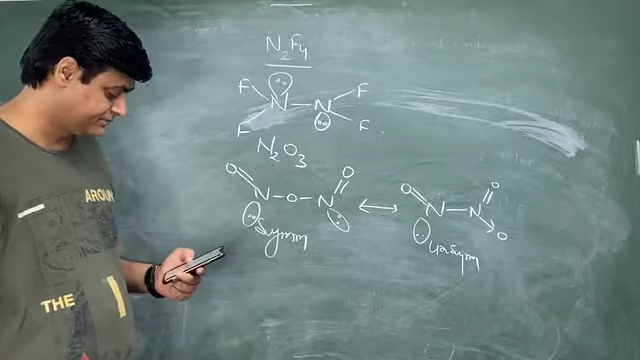 N₂F₄
F F
N — N
F F
N₂O₃
O O
N — O — N
Symm
O O
N — N
O
Unsym
AROUN
THE